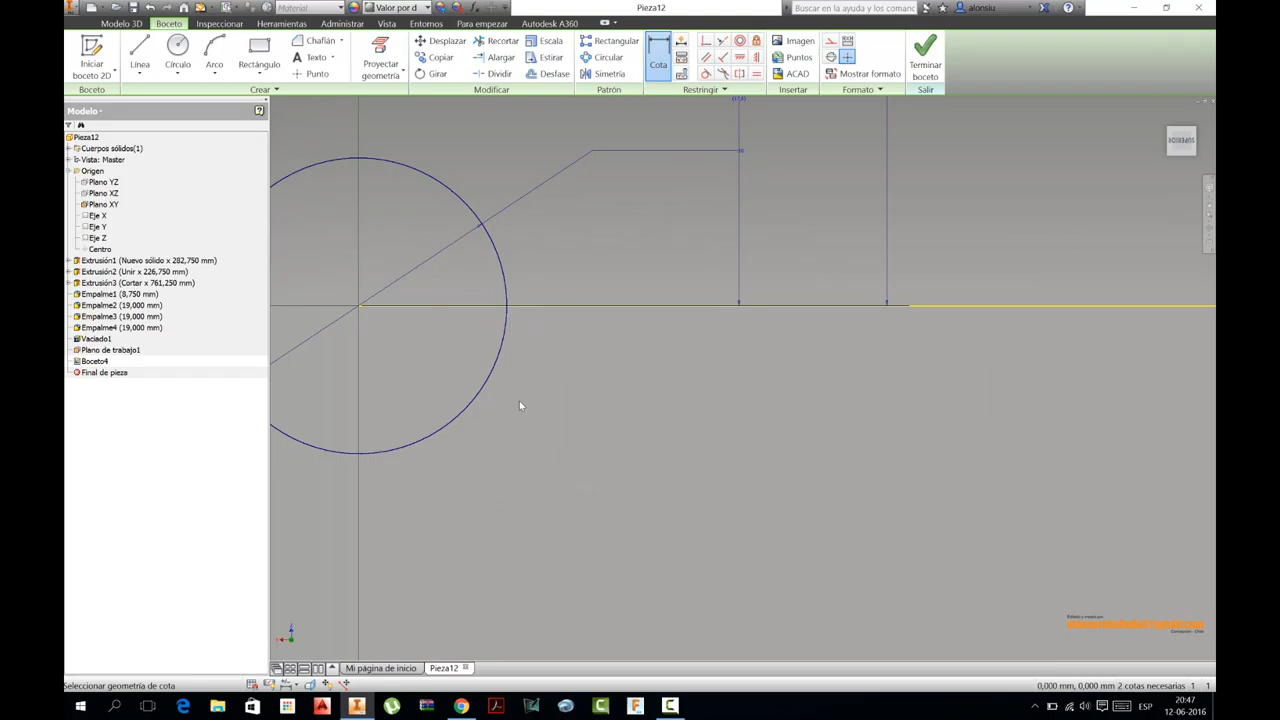 Material
Valor por d
Pieza12
Buscar en la ayuda y los comanc
alonsiu
Modelo 3D
Boceto
Inspeccionar
Herramientas
Administrar
Vista
Entornos
Para empezar
Autodesk A360
Iniciar
boceto 2D
Línea
Círculo
Arco
Rectángulo
Chaflán
Texto
Punto
Proyectar
geometría
Desplazar
Copiar
Girar
Recortar
Alargar
Dividir
Escala
Estirar
Desfase
Rectangular
Circular
Simetría
Cota
Imagen
Puntos
ACAD
Mostrar formato
Terminar
boceto
Boceto
Crear
Modificar
Patrón
Restringir
Insertar
Formato
Salir
Modelo
Pieza12
Cuerpos sólidos(1)
Vista: Master
Origen
Plano YZ
Plano XZ
Plano XY
Eje X
Eje Y
Eje Z
Centro
Extrusión1 (Nuevo sólido x 282,750 mm)
Extrusión2 (Unir x 226,750 mm)
Extrusión3 (Cortar x 761,250 mm)
Empalme1 (8,750 mm)
Empalme2 (19,000 mm)
Empalme3 (19,000 mm)
Empalme4 (19,000 mm)
Vaciado1
Plano de trabajo1
Boceto4
Final de pieza
SUPERIOR
Concepcion - Chile
Mi página de inicio
Pieza12
Seleccionar geometría de cota
0,000 mm, 0,000 mm
2 cotas necesarias
1
1
ESP
20:47
12-06-2016